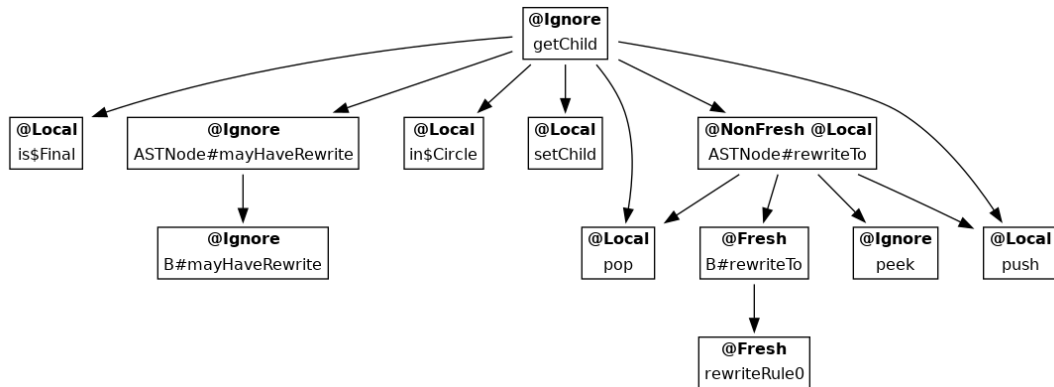 @Ignore
getChild
@Local
is$Final
@Ignore
ASTNode#mayHaveRewrite
@Local
in$Circle
@Local
setChild
@NonFresh @Local
ASTNode#rewriteTo
@Ignore
B#mayHaveRewrite
@Local
pop
@Fresh
B#rewriteTo
@Ignore
peek
@Local
push
@Fresh
rewriteRule0